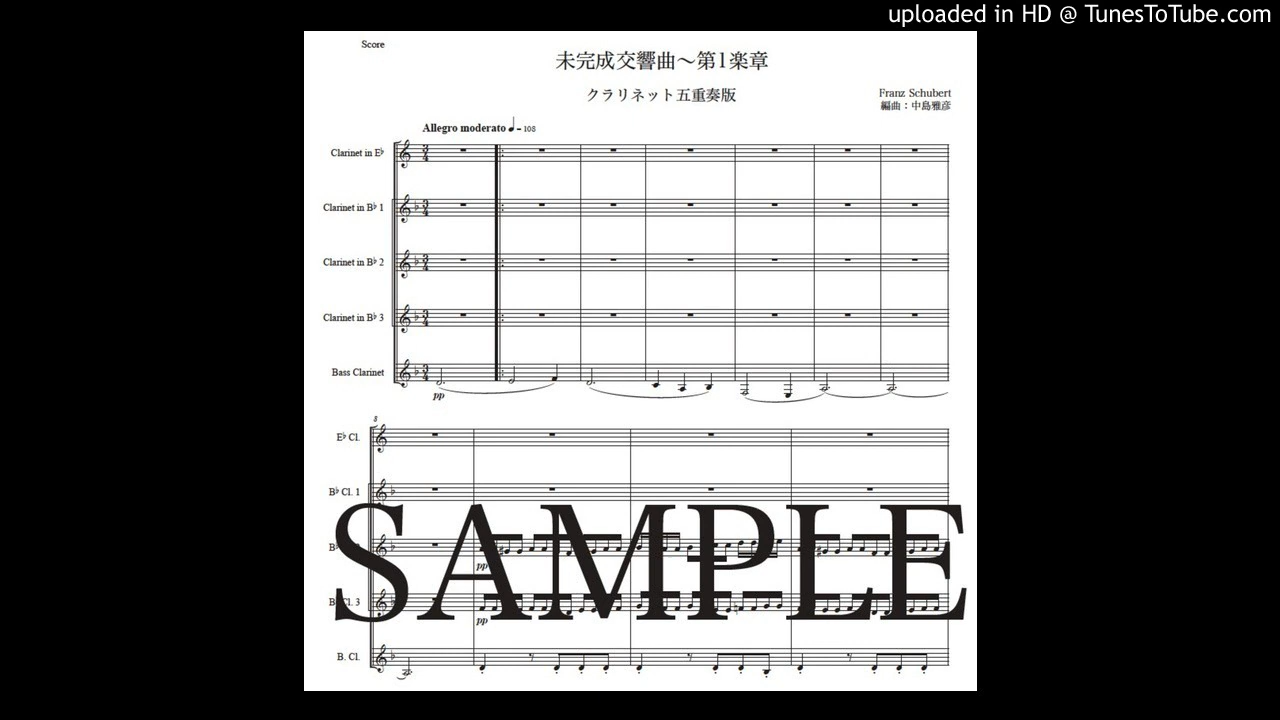 uploaded in HD @ TunesToTube.com
Score
未完成交響曲～第1楽章
クラリネット五重奏版
Franz Schubert
編曲：中島雅彦
Allegro moderato ♩= 108
Clarinet in E♭
Clarinet in B♭ 1
Clarinet in B♭ 2
Clarinet in B♭ 3
Bass Clarinet
pp
8
E♭ Cl.
B♭ Cl. 1
pp
B♭ Cl. 3
pp
B. Cl.
SAMPLE